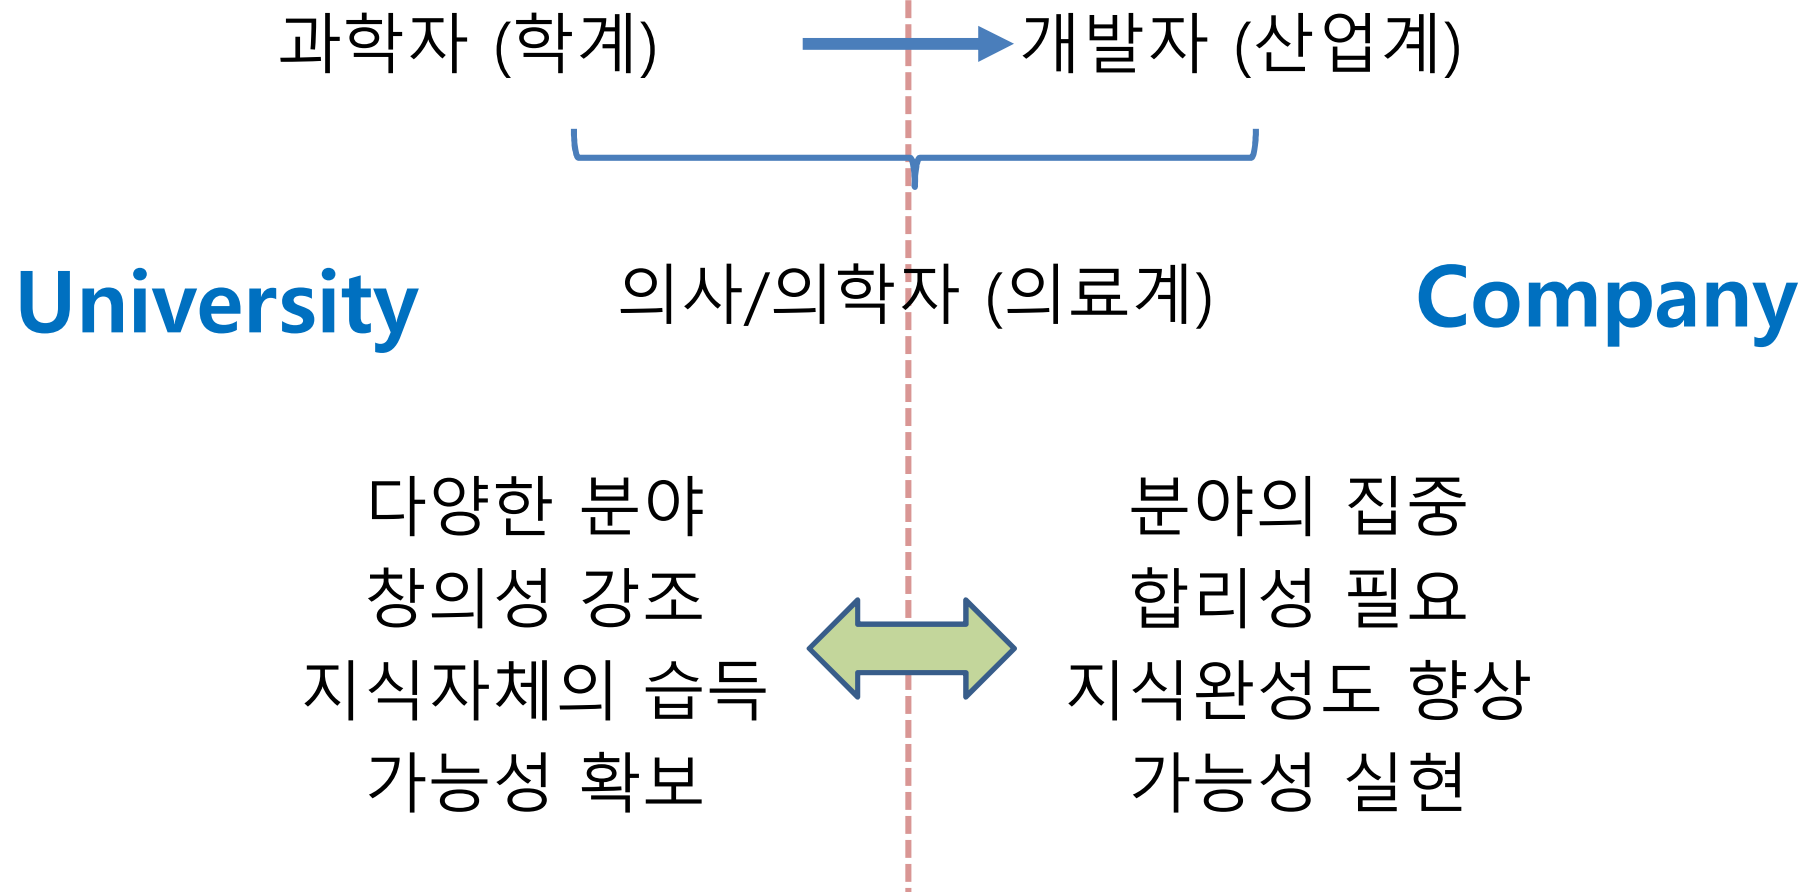 과학자 (학계) 개발자 (산업계)
University 의사/의학자 (의료계) Company
다양한 분야 분야의 집중
창의성 강조 합리성 필요
지식자체의 습득 지식완성도 향상
가능성 확보 가능성 실현